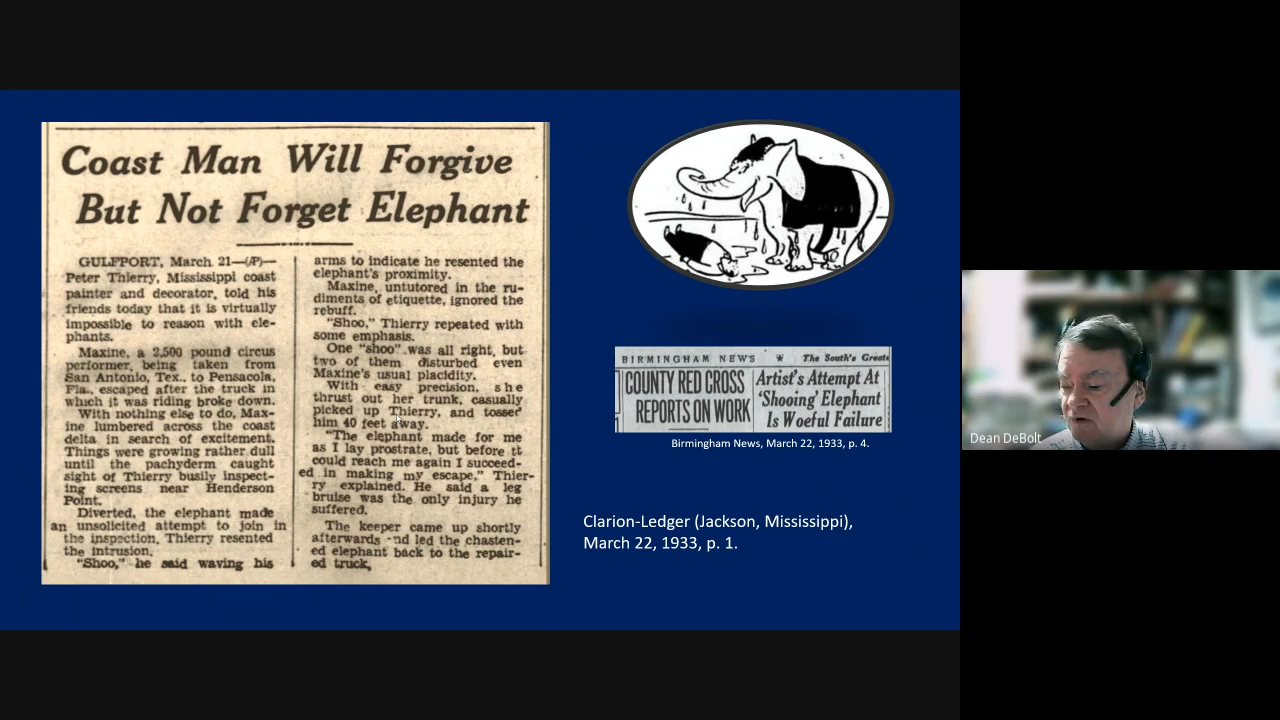 Coast Man Will Forgive
But Not Forget Elephant
GULFPORT, March 21—(AP)—
Peter Thierry, Mississippi coast
painter and decorator, told his
friends today that it is virtually
impossible to reason with ele-
phants.
Maxine, a 2,500 pound circus
performer, being taken from
San Antonio, Tex., to Pensacola,
Fla., escaped after the truck in
which it was riding broke down.
With nothing else to do, Max-
ine lumbered across the coast
delta in search of excitement.
Things were growing rather dull
until the pachyderm caught
sight of Thierry busily inspect-
ing screens near Henderson
Point.
Diverted, the elephant made
an unsolicited attempt to join in
the inspection, Thierry resented
the intrusion.
"Shoo," he said waving his
arms to indicate he resented the
elephant's proximity.
Maxine, untutored in the ru-
diments of etiquette, ignored the
rebuff.
"Shoo," Thierry repeated with
some emphasis.
One "shoo" was all right, but
two of them disturbed even
Maxine's usual placidity.
With easy precision, she
thrust out her trunk, casually
picked up Thierry, and tossed
him 40 feet away.
"The elephant made for me
as I lay prostrate, but before it
could reach me again I succeed-
ed in making my escape," Thier-
ry explained. He said a leg
bruise was the only injury he
suffered.
The keeper came up shortly
afterwards and led the chasten-
ed elephant back to the repair-
ed truck,
BIRMINGHAM NEWS ★ The South's Great
COUNTY RED CROSS
REPORTS ON WORK
Artist's Attempt At
'Shooing' Elephant
Is Woeful Failure
Birmingham News, March 22, 1933, p. 4.
Clarion-Ledger (Jackson, Mississippi),
March 22, 1933, p. 1.
Dean DeBolt